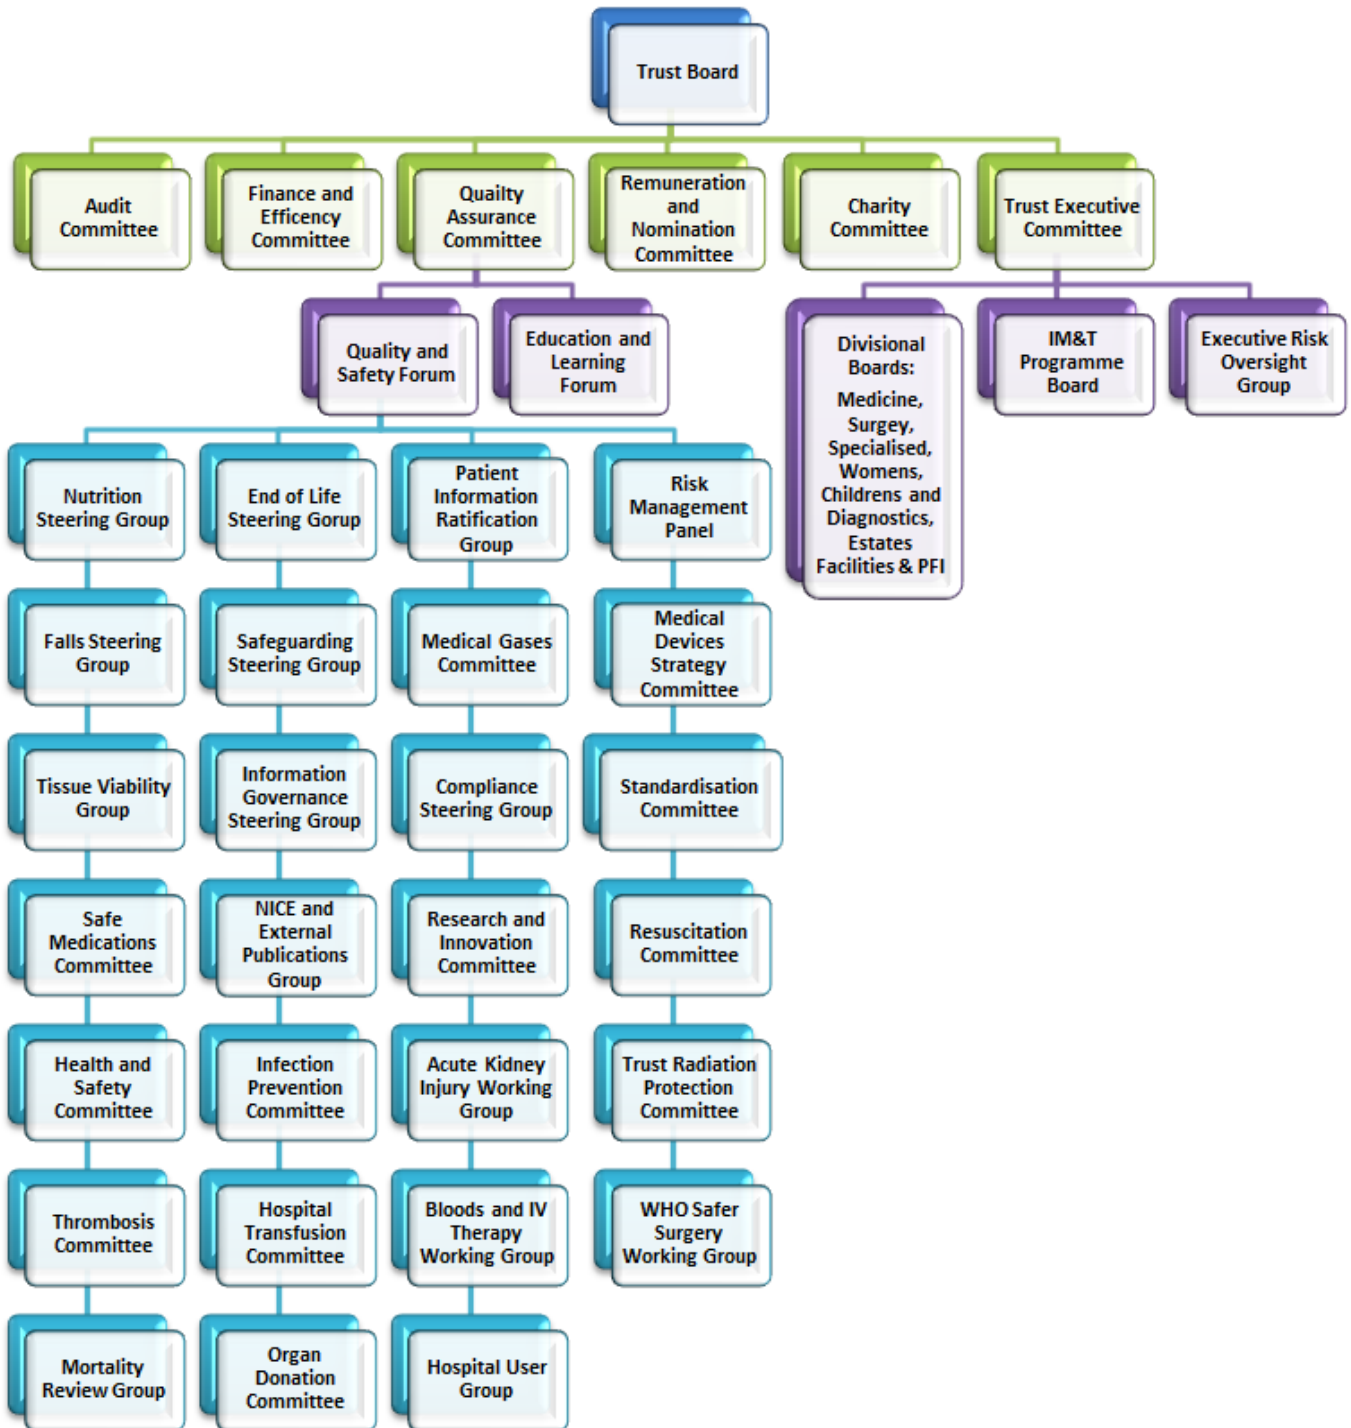 Trust Board
Audit
Committee
Finance and
Efficency
Committee
Quailty
Assurance
Committee
Remuneration
and
Nomination
Committee
Charity
Committee
Trust Executive
Committee
Quality and
Safety Forum
Education and
Learning
Forum
Divisional
Boards:
Medicine,
Surgey,
Specialised,
Womens,
Childrens and
Diagnostics,
Estates
Facilities & PFI
IM&T
Programme
Board
Executive Risk
Oversight
Group
Nutrition
Steering Group
End of Life
Steering Gorup
Patient
Information
Ratification
Group
Risk
Management
Panel
Falls Steering
Group
Safeguarding
Steering Group
Medical Gases
Committee
Medical
Devices
Strategy
Committee
Tissue Viability
Group
Information
Governance
Steering Group
Compliance
Steering Group
Standardisation
Committee
Safe
Medications
Committee
NICE and
External
Publications
Group
Research and
Innovation
Committee
Resuscitation
Committee
Health and
Safety
Committee
Infection
Prevention
Committee
Acute Kidney
Injury Working
Group
Trust Radiation
Protection
Committee
Thrombosis
Committee
Hospital
Transfusion
Committee
Bloods and IV
Therapy
Working Group
WHO Safer
Surgery
Working Group
Mortality
Review Group
Organ
Donation
Committee
Hospital User
Group